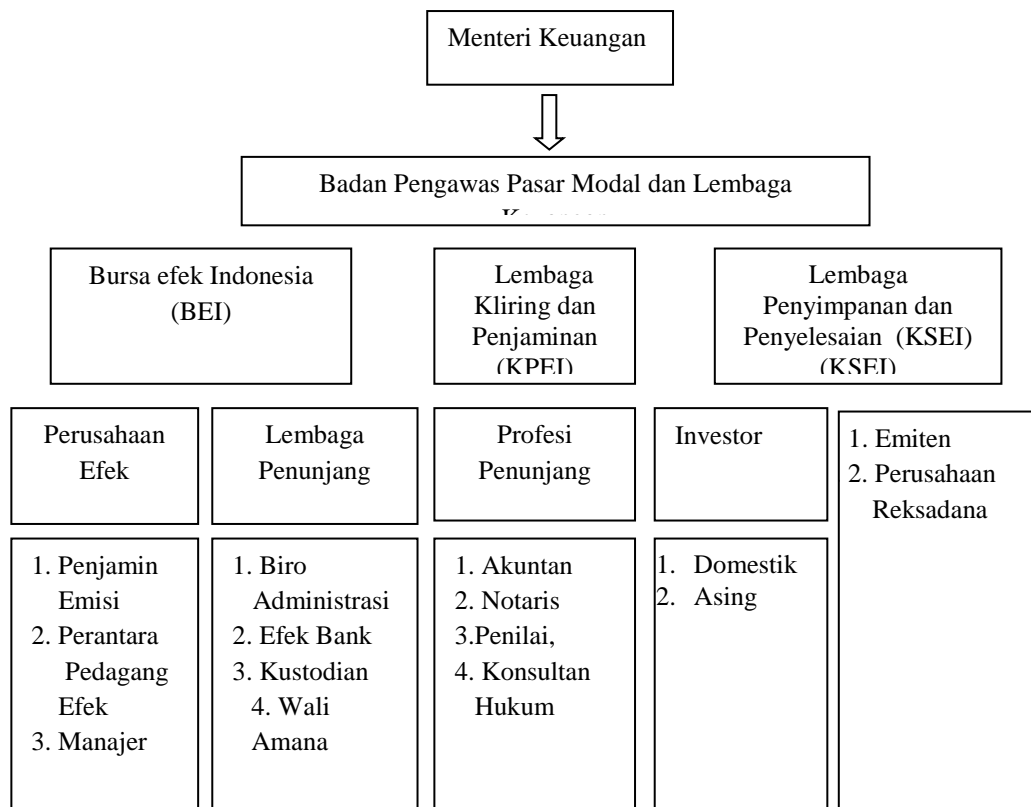 Menteri Keuangan
Badan Pengawas Pasar Modal dan Lembaga
Bursa efek Indonesia
(BEI)
Lembaga
Kliring dan
Penjaminan
(KPEI)
Lembaga
Penyimpanan dan
Penyelesaian (KSEI)
(KSEI)
Perusahaan
Efek
Lembaga
Penunjang
Profesi
Penunjang
Investor
1. Emiten
2. Perusahaan
Reksadana
1. Penjamin
Emisi
2. Perantara
Pedagang
Efek
3. Manajer
1. Biro
Administrasi
2. Efek Bank
3. Kustodian
4. Wali
Amana
1. Akuntan
2. Notaris
3.Penilai,
4. Konsultan
Hukum
1. Domestik
2. Asing